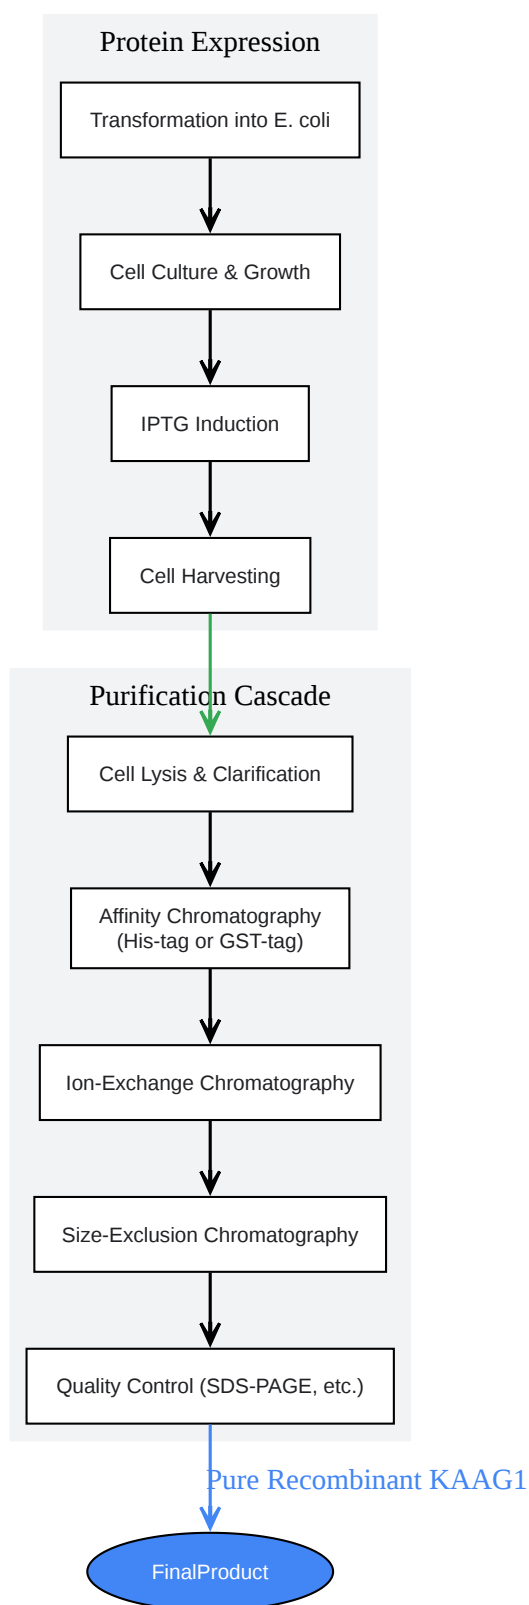 Protein Expression
Transformation into E. coli
Cell Culture & Growth
IPTG Induction
Cell Harvesting
Purification Cascade
Cell Lysis & Clarification
Affinity Chromatography
(His-tag or GST-tag)
Ion-Exchange Chromatography
Size-Exclusion Chromatography
Quality Control (SDS-PAGE, etc.)
Pure Recombinant KAAG1
FinalProduct